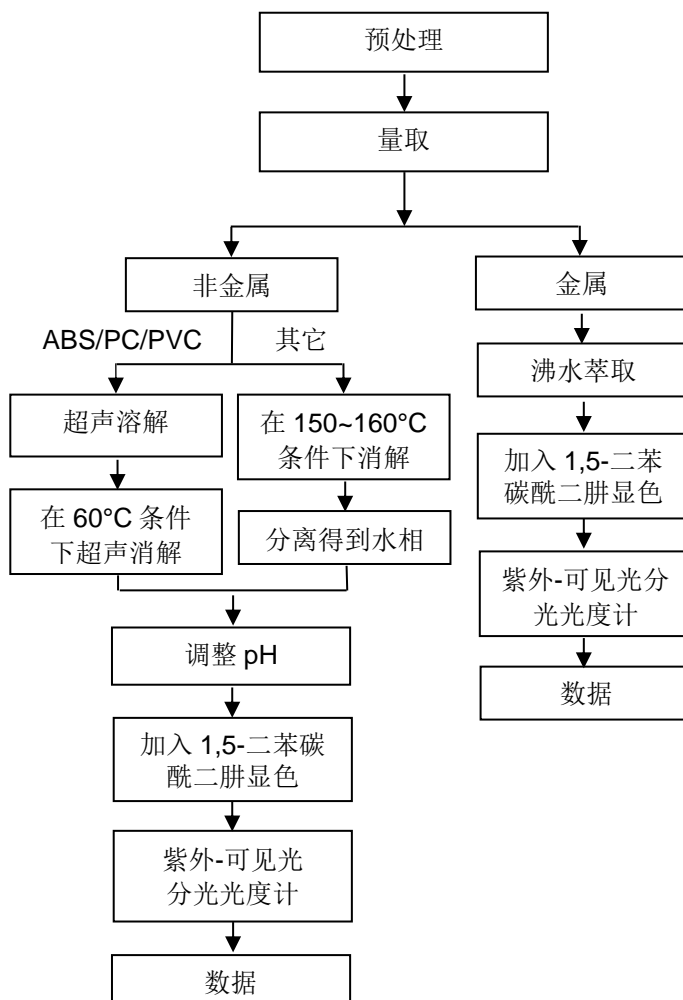 预处理
量取
非金属
金属
ABS/PC/PVC
其它
沸水萃取
超声溶解
在 150~160°C
条件下消解
加入 1,5-二苯
碳酰二肼显色
在 60°C 条件
下超声消解
分离得到水相
紫外-可见光分
光光度计
调整 pH
数据
加入 1,5-二苯碳
酰二肼显色
紫外-可见光
分光光度计
数据